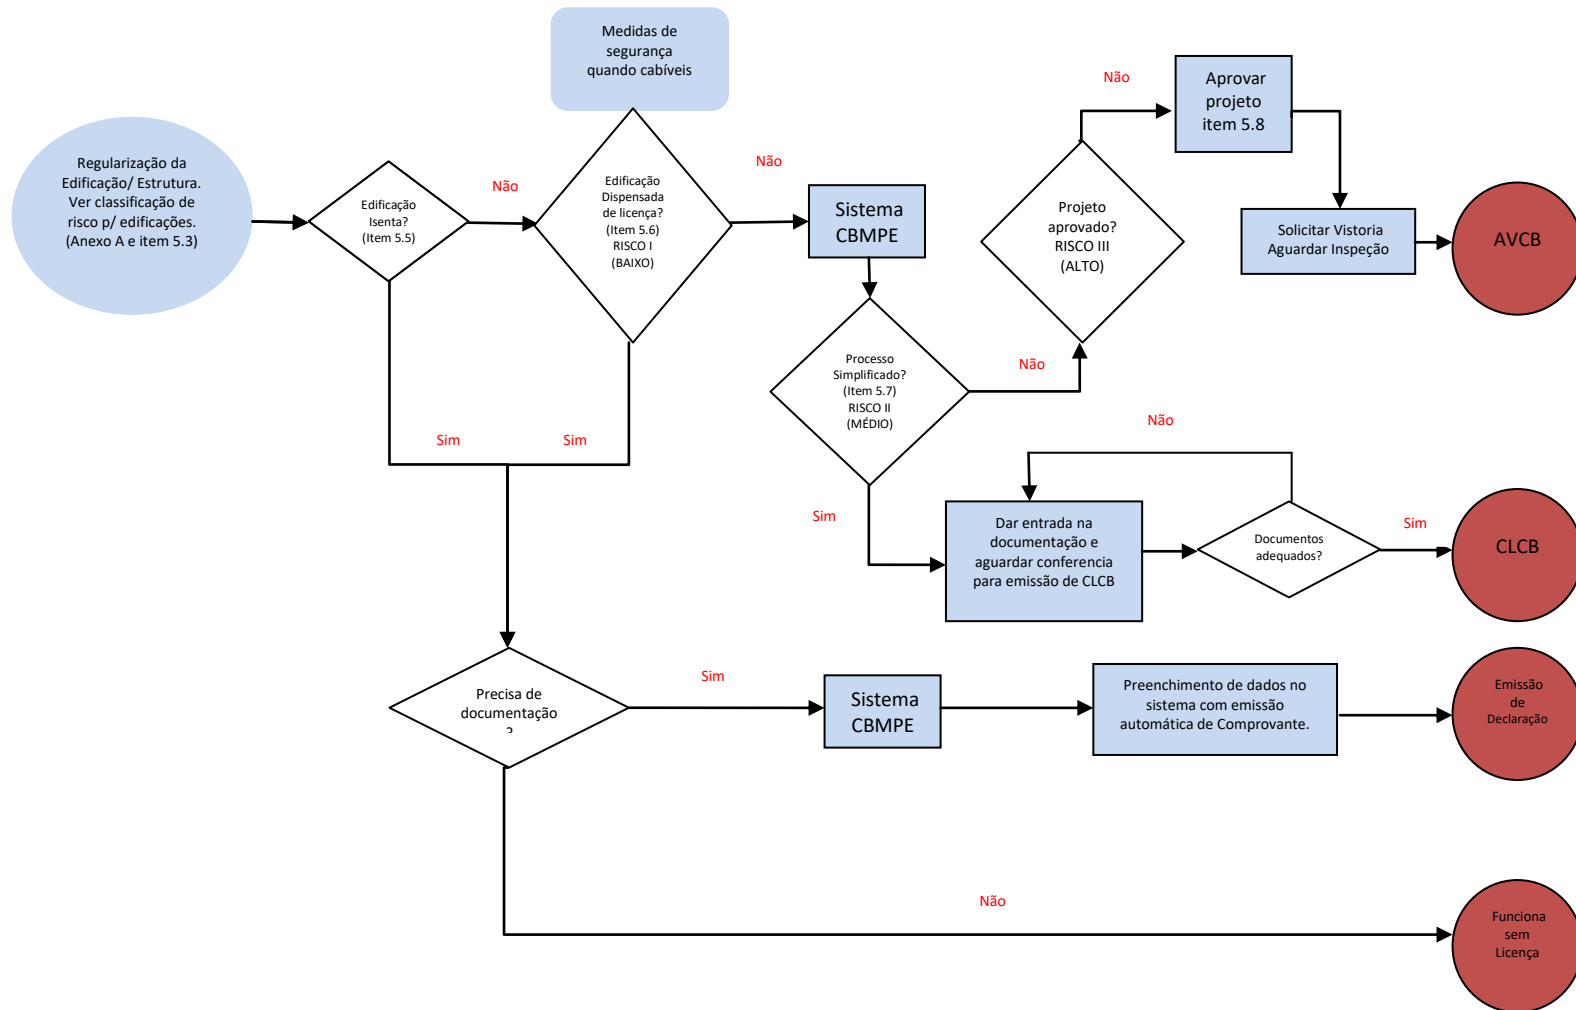 Medidas de
segurança
quando cabíveis
Regularização da
Edificação/ Estrutura.
Ver classificação de
risco p/ edificações.
(Anexo A e item 5.3)
Edificação
Isenta?
(Item 5.5)
Não
Edificação
Dispensada
de licença?
(Item 5.6)
RISCO I
(BAIXO)
Não
Sistema
CBMPE
Processo
Simplificado?
(Item 5.7)
RISCO II
(MÉDIO)
Não
Projeto
aprovado?
RISCO III
(ALTO)
Não
Aprovar
projeto
item 5.8
Solicitar Vistoria
Aguardar Inspeção
AVCB
Sim
Sim
Sim
Dar entrada na
documentação e
aguardar conferencia
para emissão de CLCB
Não
Documentos
adequados?
Sim
CLCB
Precisa de
documentação
?
Sim
Sistema
CBMPE
Preenchimento de dados no
sistema com emissão
automática de Comprovante.
Emissão
de
Declaração
Não
Funciona
sem
Licença